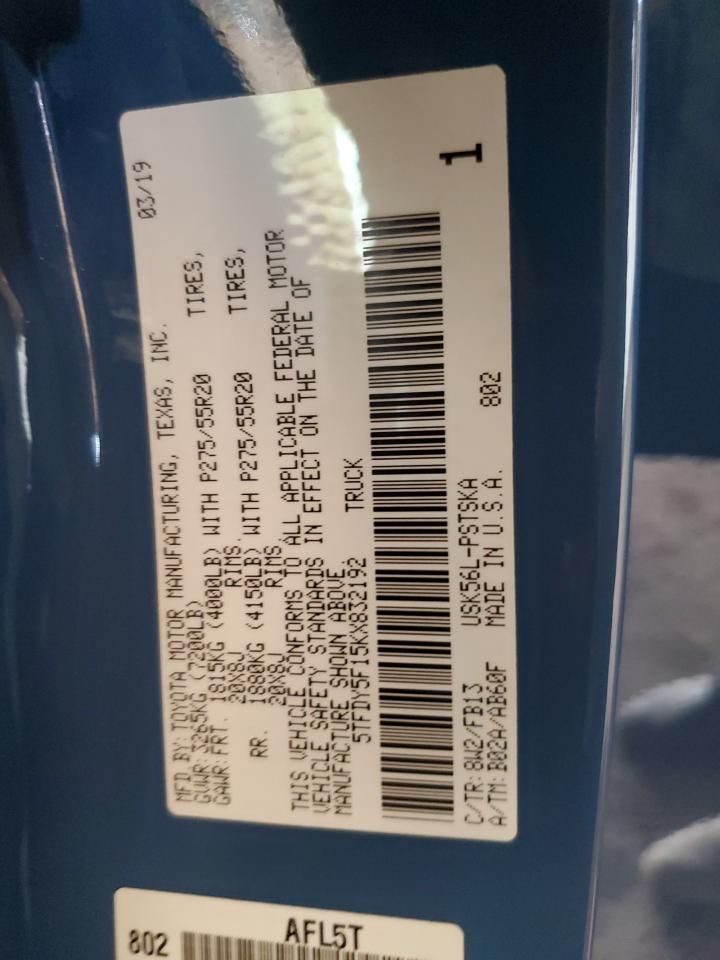 MFD. BY: TOYOTA MOTOR MANUFACTURING, TEXAS, INC. 03/19
GVWR: 3265KG (7200LB)
GAWR: FRT. 1815KG (4000LB) WITH P275/55R20 TIRES,
20X8J RIMS.
RR. 1880KG (4150LB) WITH P275/55R20 TIRES,
20X8J RIMS.
THIS VEHICLE CONFORMS TO ALL APPLICABLE FEDERAL MOTOR
VEHICLE SAFETY STANDARDS IN EFFECT ON THE DATE OF
MANUFACTURE SHOWN ABOVE.
5TFDY5F15KX832192 TRUCK
C/TR: 8W2/FB13 USK56L-PSTSKA 1
A/TM: B02A/AB60F MADE IN U.S.A. 802
802 AFL5T